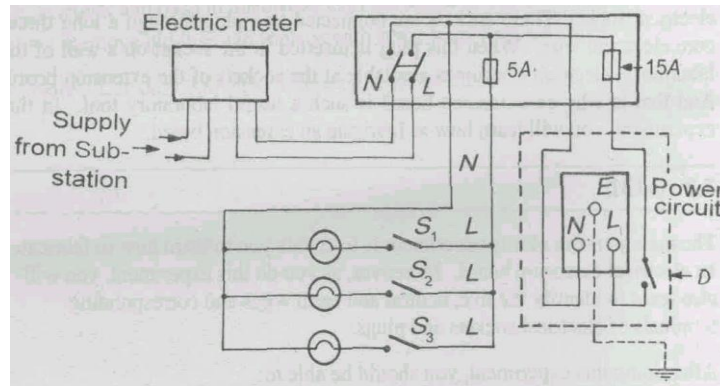 Electric meter
N
L
5A
15A
Supply
from Sub-
station
N
S1
L
S2
L
S3
L
E
N
L
Power
circuit
D